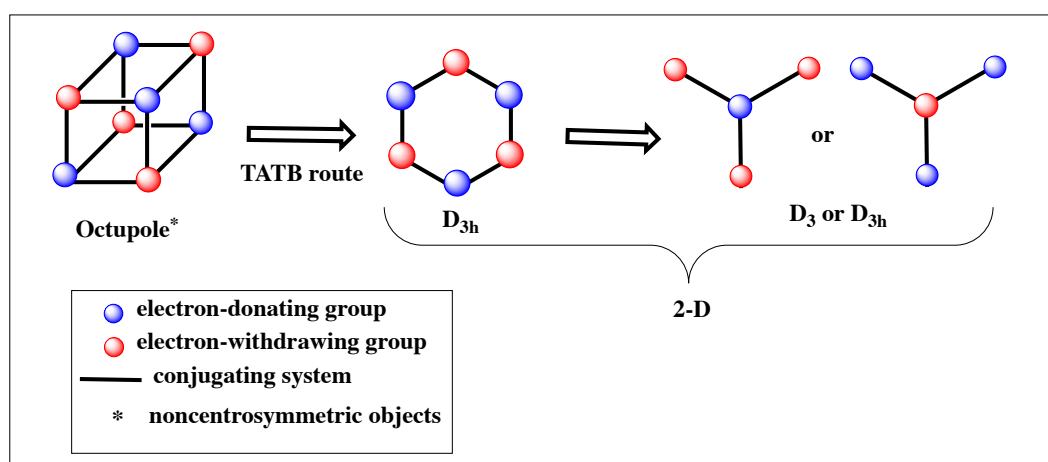 TATB route
or
Octupole*
D3h
D3 or D3h
2-D
electron-donating group
electron-withdrawing group
conjugating system
* noncentrosymmetric objects